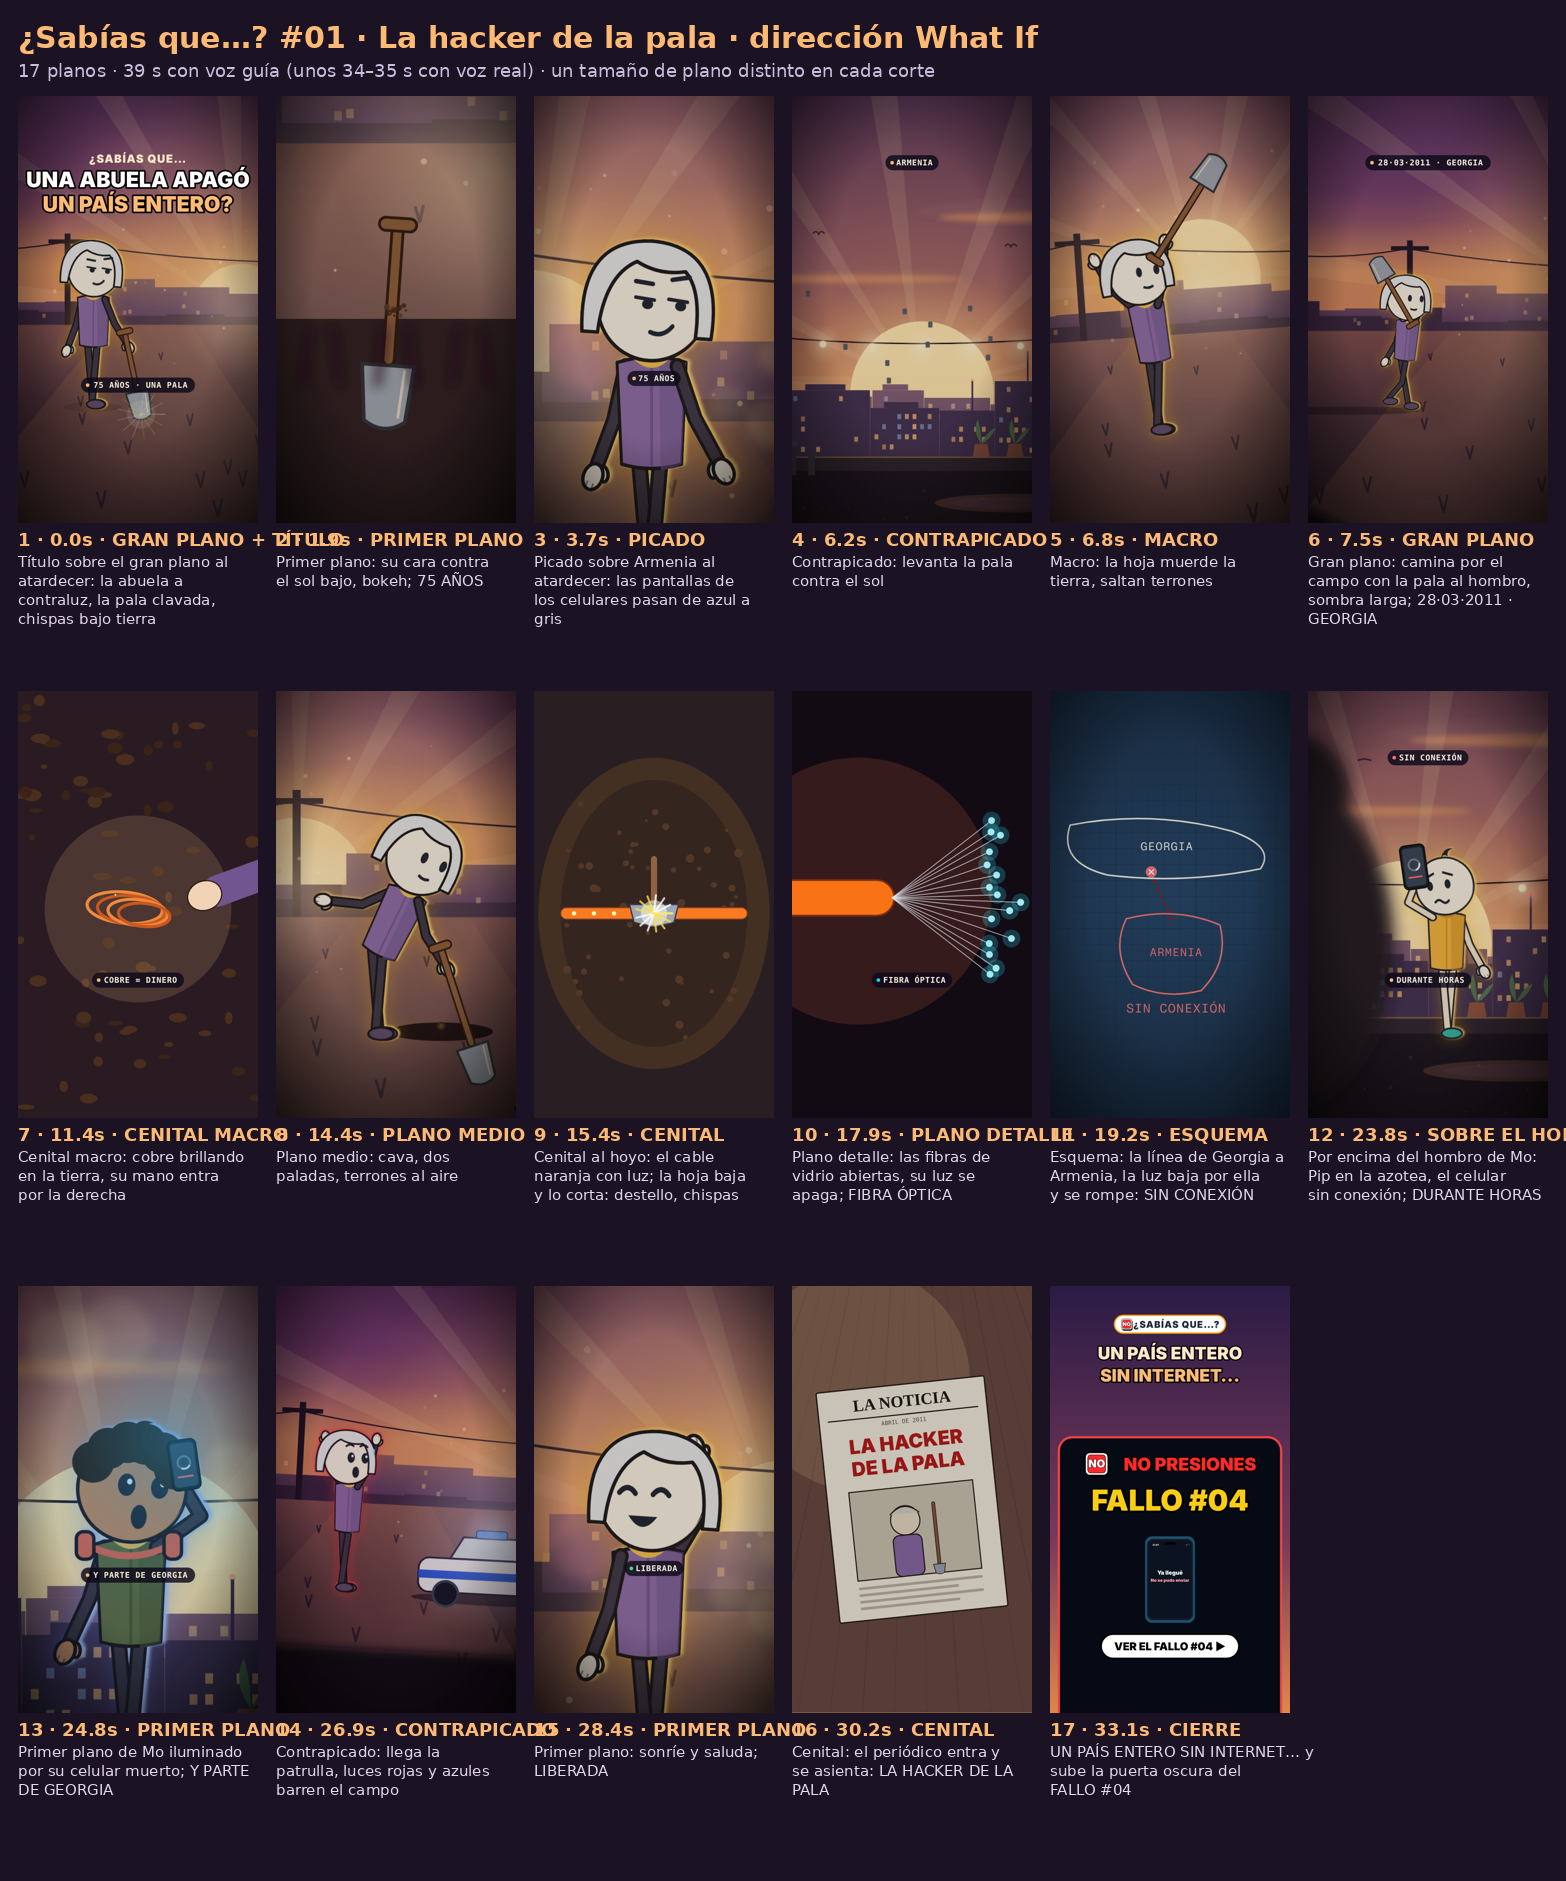 ¿Sabías que…? #01 · La hacker de la pala · dirección What If
17 planos · 39 s con voz guía (unos 34–35 s con voz real) · un tamaño de plano distinto en cada corte
¿SABÍAS QUE…
UNA ABUELA APAGÓ
UN PAÍS ENTERO?
75 AÑOS · UNA PALA
75 AÑOS
ARMENIA
28·03·2011 · GEORGIA
1 · 0.0s · GRAN PLANO + TÍTULO
Título sobre el gran plano al
atardecer: la abuela a
contraluz, la pala clavada,
chispas bajo tierra
2 · 1.9s · PRIMER PLANO
Primer plano: su cara contra
el sol bajo, bokeh; 75 AÑOS
3 · 3.7s · PICADO
Picado sobre Armenia al
atardecer: las pantallas de
los celulares pasan de azul a
gris
4 · 6.2s · CONTRAPICADO
Contrapicado: levanta la pala
contra el sol
5 · 6.8s · MACRO
Macro: la hoja muerde la
tierra, saltan terrones
6 · 7.5s · GRAN PLANO
Gran plano: camina por el
campo con la pala al hombro,
sombra larga; 28·03·2011 ·
GEORGIA
COBRE = DINERO
FIBRA ÓPTICA
GEORGIA
ARMENIA
SIN CONEXIÓN
SIN CONEXIÓN
DURANTE HORAS
7 · 11.4s · CENITAL MACRO
Cenital macro: cobre brillando
en la tierra, su mano entra
por la derecha
8 · 14.4s · PLANO MEDIO
Plano medio: cava, dos
paladas, terrones al aire
9 · 15.4s · CENITAL
Cenital al hoyo: el cable
naranja con luz; la hoja baja
y lo corta: destello, chispas
10 · 17.9s · PLANO DETALLE
Plano detalle: las fibras de
vidrio abiertas, su luz se
apaga; FIBRA ÓPTICA
11 · 19.2s · ESQUEMA
Esquema: la línea de Georgia a
Armenia, la luz baja por ella
y se rompe: SIN CONEXIÓN
12 · 23.8s · SOBRE EL HO
Por encima del hombro de Mo:
Pip en la azotea, el celular
sin conexión; DURANTE HORAS
Y PARTE DE GEORGIA
LIBERADA
LA NOTICIA
ABRIL DE 2011
LA HACKER
DE LA PALA
NO ¿SABÍAS QUE…?
UN PAÍS ENTERO
SIN INTERNET…
NO NO PRESIONES
FALLO #04
Ya llegué
No se pudo enviar
VER EL FALLO #04 ▶
13 · 24.8s · PRIMER PLANO
Primer plano de Mo iluminado
por su celular muerto; Y PARTE
DE GEORGIA
14 · 26.9s · CONTRAPICADO
Contrapicado: llega la
patrulla, luces rojas y azules
barren el campo
15 · 28.4s · PRIMER PLANO
Primer plano: sonríe y saluda;
LIBERADA
16 · 30.2s · CENITAL
Cenital: el periódico entra y
se asienta: LA HACKER DE LA
PALA
17 · 33.1s · CIERRE
UN PAÍS ENTERO SIN INTERNET… y
sube la puerta oscura del
FALLO #04